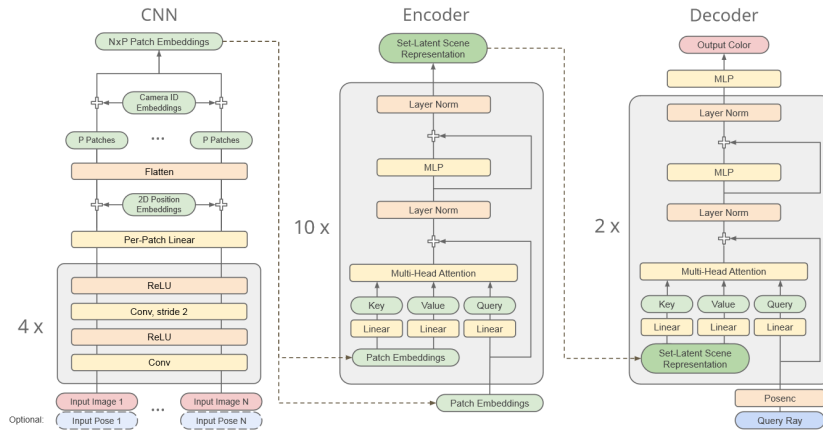 CNN
NxP Patch Embeddings
Camera ID
Embeddings
P Patches
...
P Patches
Flatten
2D Position
Embeddings
Per-Patch Linear
4 x
ReLU
Conv, stride 2
ReLU
Conv
Input Image 1
...
Input Image N
Optional:
Input Pose 1
Input Pose N
Encoder
Set-Latent Scene
Representation
10 x
Layer Norm
MLP
Layer Norm
Multi-Head Attention
Key
Value
Query
Linear
Linear
Linear
Patch Embeddings
Patch Embeddings
Decoder
Output Color
MLP
2 x
Layer Norm
MLP
Layer Norm
Multi-Head Attention
Key
Value
Query
Linear
Linear
Linear
Set-Latent Scene
Representation
Posenc
Query Ray